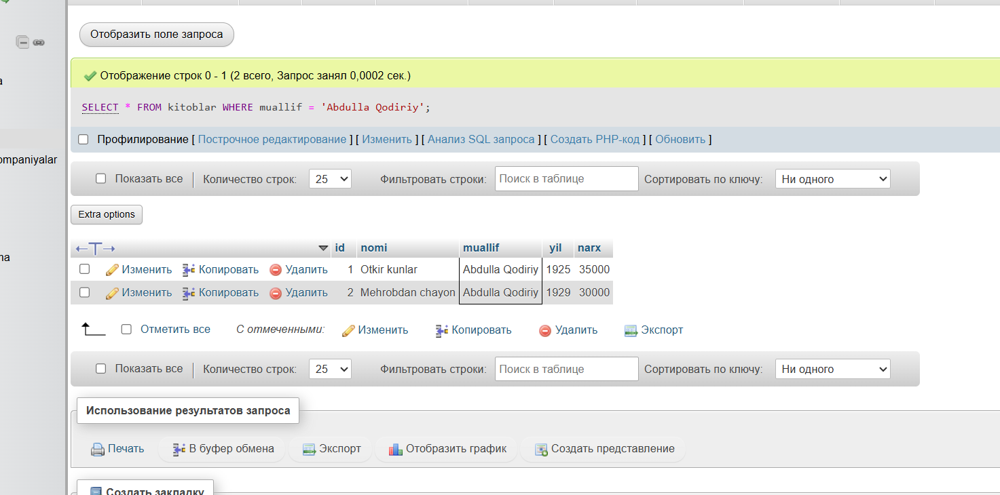 Отобразить поле запроса
Отображение строк 0 - 1 (2 всего, Запрос занял 0,0002 сек.)
SELECT * FROM kitoblar WHERE muallif = 'Abdulla Qodiriy';
ompaniyalar
Профилирование [ Построчное редактирование ] [ Изменить ] [ Анализ SQL запроса ] [ Создать PHP-код ] [ Обновить ]
Показать все Количество строк: 25 Фильтровать строки: Поиск в таблице Сортировать по ключу: Ни одного
Extra options
id nomi muallif yil narx
Изменить Копировать Удалить 1 Otkir kunlar Abdulla Qodiriy 1925 35000
Изменить Копировать Удалить 2 Mehrobdan chayon Abdulla Qodiriy 1929 30000
Отметить все С отмеченными: Изменить Копировать Удалить Экспорт
Показать все Количество строк: 25 Фильтровать строки: Поиск в таблице Сортировать по ключу: Ни одного
Использование результатов запроса
Печать В буфер обмена Экспорт Отобразить график Создать представление
Создать закладку